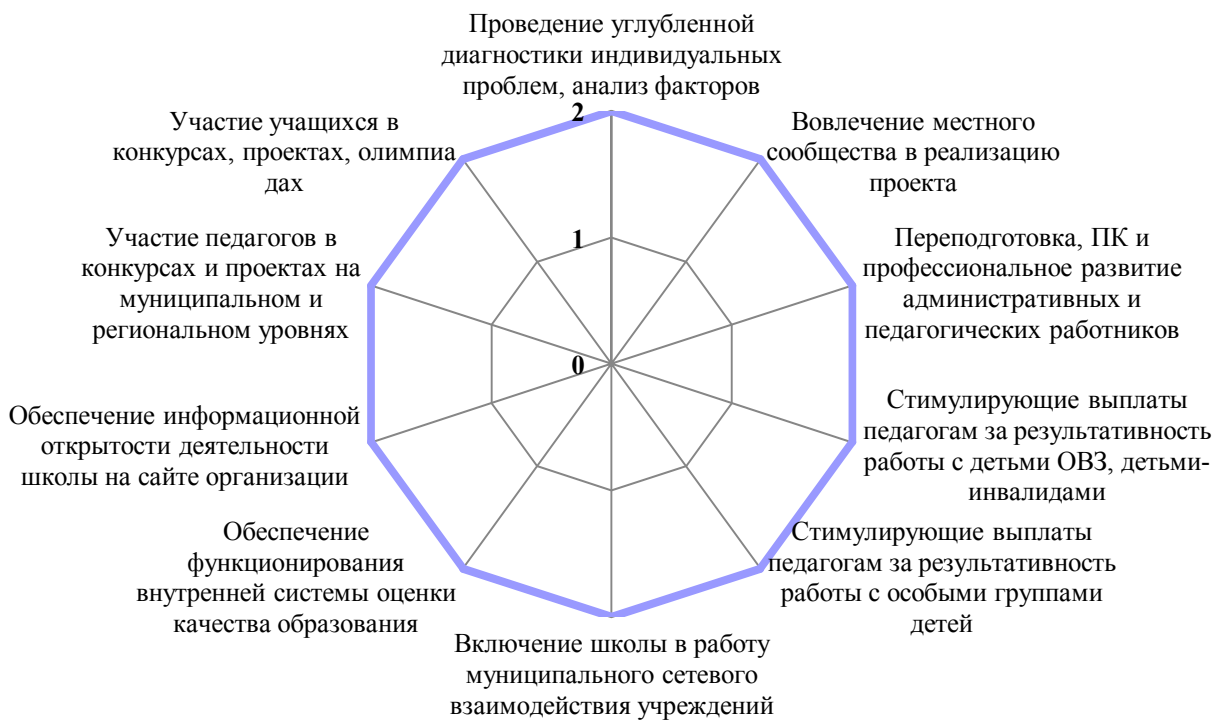 Проведение углубленной
диагностики индивидуальных
проблем, анализ факторов
Вовлечение местного
сообщества в реализацию
проекта
Переподготовка, ПК и
профессиональное развитие
административных и
педагогических работников
Стимулирующие выплаты
педагогам за результативность
работы с детьми ОВЗ, детьми-
инвалидами
Стимулирующие выплаты
педагогам за результативность
работы с особыми группами
детей
Включение школы в работу
муниципального сетевого
взаимодействия учреждений
Обеспечение
функционирования
внутренней системы оценки
качества образования
Обеспечение информационной
открытости деятельности
школы на сайте организации
Участие педагогов в
конкурсах и проектах на
муниципальном и
региональном уровнях
Участие учащихся в
конкурсах, проектах, олимпиа
дах
2
1
0